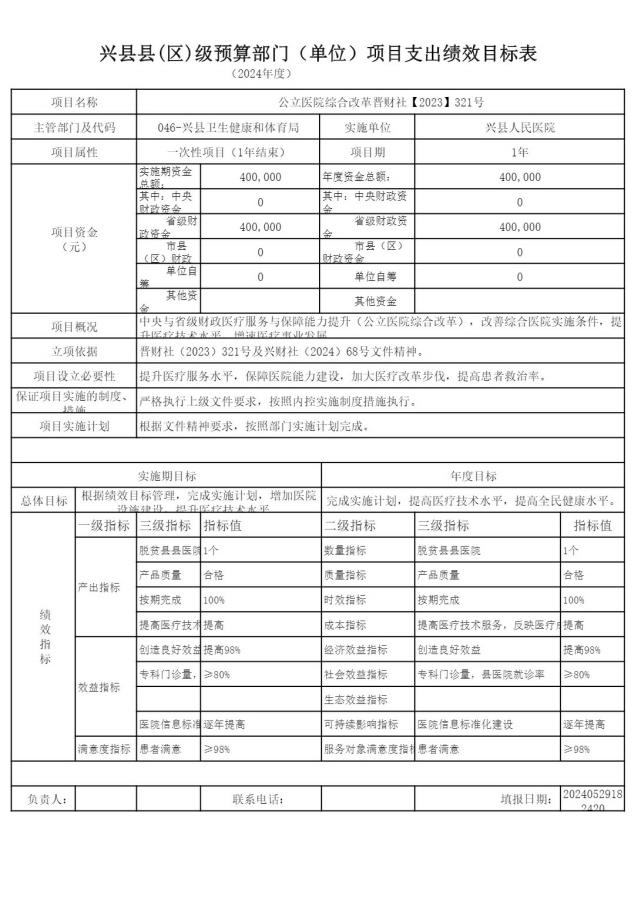 兴县县(区)级预算部门（单位）项目支出绩效目标表
（2024年度）
项目名称 公立医院综合改革晋财社【2023】321号
主管部门及代码 046-兴县卫生健康和体育局 实施单位 兴县人民医院
项目属性 一次性项目（1年结束） 项目期 1年
项目资金（元） 实施期资金总额: 400,000 年度资金总额: 400,000
其中: 中央财政资金 0 其中: 中央财政资金 0
省级财政资金 400,000 省级财政资金 400,000
市县（区）财政 0 市县（区）财政资金 0
单位自筹 0 单位自筹 0
其他资金 其他资金
项目概况 中央与省级财政医疗服务与保障能力提升（公立医院综合改革），改善综合医院实施条件，提
升医疗技术水平，增速医疗事业发展
立项依据 晋财社（2023）321号及兴财社（2024）68号文件精神。
项目设立必要性 提升医疗服务水平，保障医院能力建设，加大医疗改革步伐，提高患者救治率。
保证项目实施的制度、措施 严格执行上级文件要求，按照内控实施制度措施执行。
项目实施计划 根据文件精神要求，按照部门实施计划完成。
实施期目标 年度目标
总体目标 根据绩效目标管理，完成实施计划，增加医院设施建设，提升医疗技术水平 完成实施计划，提高医疗技术水平，提高全民健康水平。
绩效指标 一级指标 三级指标 指标值 二级指标 三级指标 指标值
产出指标 脱贫县县医院 1个 数量指标 脱贫县县医院 1个
产品质量 合格 质量指标 产品质量 合格
按期完成 100% 时效指标 按期完成 100%
提高医疗技术 提高 成本指标 提高医疗技术服务，反映医疗 提高
效益指标 创造良好效益 提高98% 经济效益指标 创造良好效益 提高98%
专科门诊量， ≥80% 社会效益指标 专科门诊量，县医院就诊率 ≥80%
生态效益指标
医院信息标准 逐年提高 可持续影响指标 医院信息标准化建设 逐年提高
满意度指标 患者满意 ≥98% 服务对象满意度指标 患者满意 ≥98%
负责人: 联系电话: 填报日期: 2024052918
2420